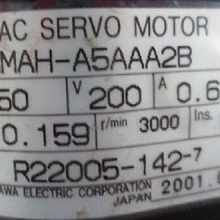 AC SERVO MOTOR
MAH-A5AAA2B
50 V 200 A 0.6
0.159 r/min 3000 Ins.
R22005-142-7
AWA ELECTRIC CORPORATION 2001.
JAPAN